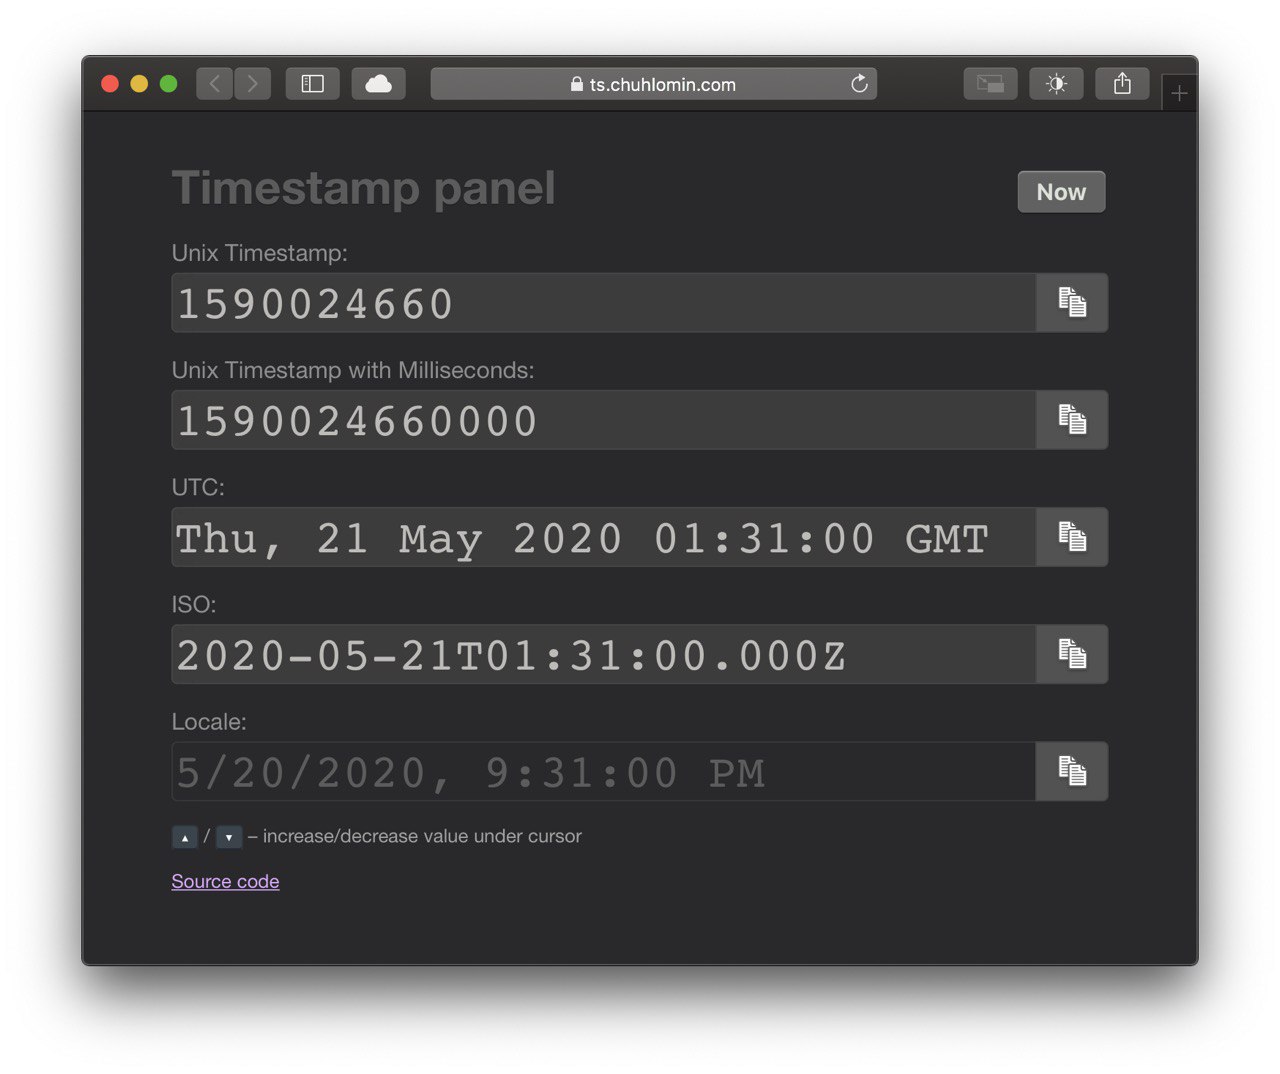 ts.chuhlomin.com
Timestamp panel
Now
Unix Timestamp:
1590024660
Unix Timestamp with Milliseconds:
1590024660000
UTC:
Thu, 21 May 2020 01:31:00 GMT
ISO:
2020-05-21T01:31:00.000Z
Locale:
5/20/2020, 9:31:00 PM
▲ / ▼ – increase/decrease value under cursor
Source code